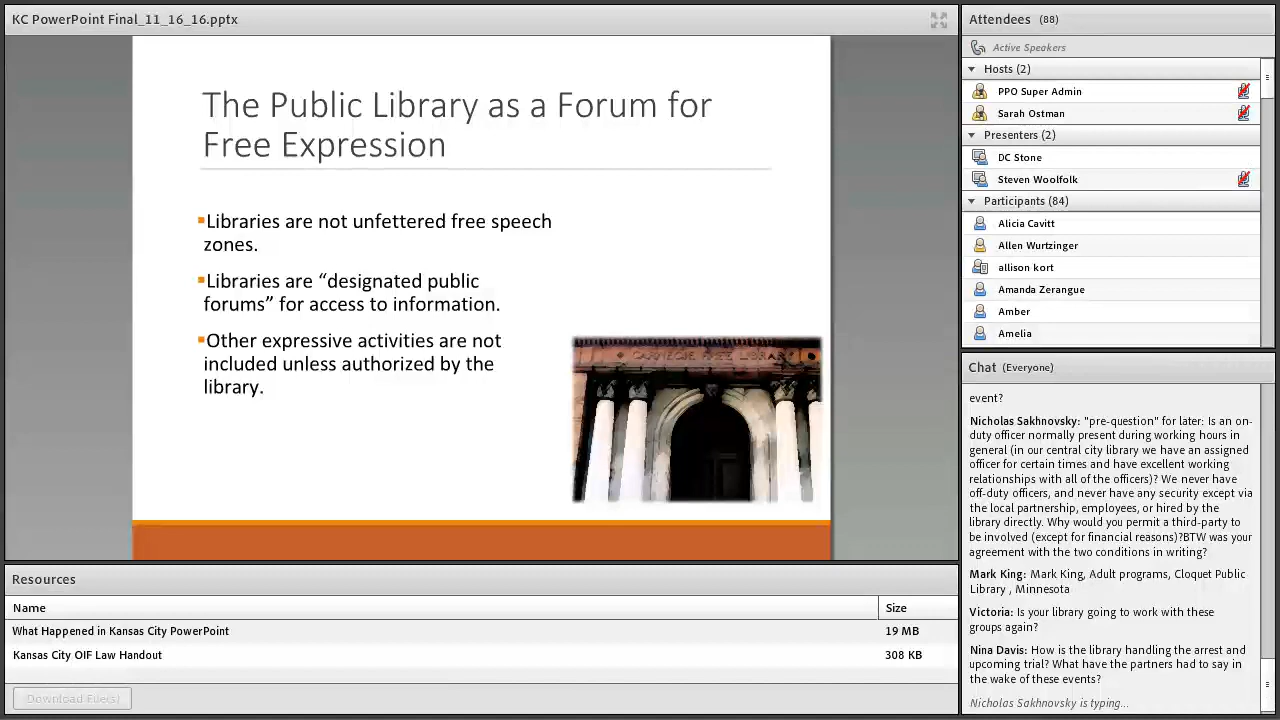 KC PowerPoint Final_11_16_16.pptx
The Public Library as a Forum for
Free Expression
Libraries are not unfettered free speech
zones.
Libraries are “designated public
forums” for access to information.
Other expressive activities are not
included unless authorized by the
library.
CARNEGIE FREE LIBRARY
Resources
Name Size
What Happened in Kansas City PowerPoint 19 MB
Kansas City OIF Law Handout 308 KB
Download File(s)
Attendees (88)
Active Speakers
Hosts (2)
PPO Super Admin
Sarah Ostman
Presenters (2)
DC Stone
Steven Woolfolk
Participants (84)
Alicia Cavitt
Allen Wurtzinger
allison kort
Amanda Zerangue
Amber
Amelia
Chat (Everyone)
event?
Nicholas Sakhnovsky: "pre-question" for later: Is an on-
duty officer normally present during working hours in
general (in our central city library we have an assigned
officer for certain times and have excellent working
relationships with all of the officers)? We never have
off-duty officers, and never have any security except via
the local partnership, employees, or hired by the
library directly. Why would you permit a third-party to
be involved (except for financial reasons)?BTW was your
agreement with the two conditions in writing?
Mark King: Mark King, Adult programs, Cloquet Public
Library , Minnesota
Victoria: Is your library going to work with these
groups again?
Nina Davis: How is the library handling the arrest and
upcoming trial? What have the partners had to say in
the wake of these events?
Nicholas Sakhnovsky is typing...